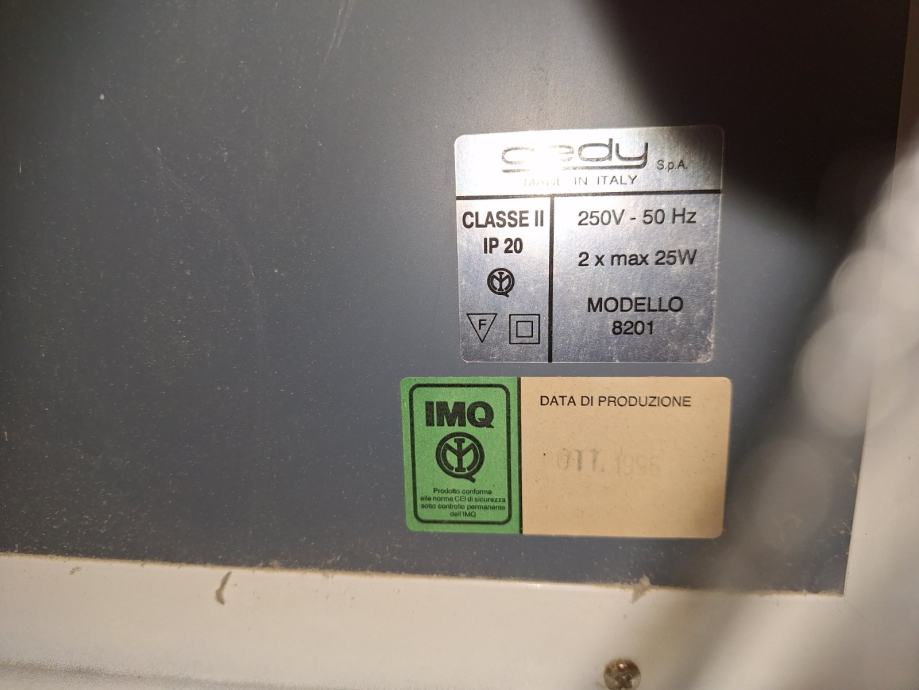 gedy S.p.A.
MADE IN ITALY
CLASSE II
IP 20
F
250V - 50 Hz
2 x max 25W
MODELLO
8201
IMQ
Prodotto conforme
alle norme CEI di sicurezza
sotto controllo permanente
dell'IMQ
DATA DI PRODUZIONE
OTT. 1996